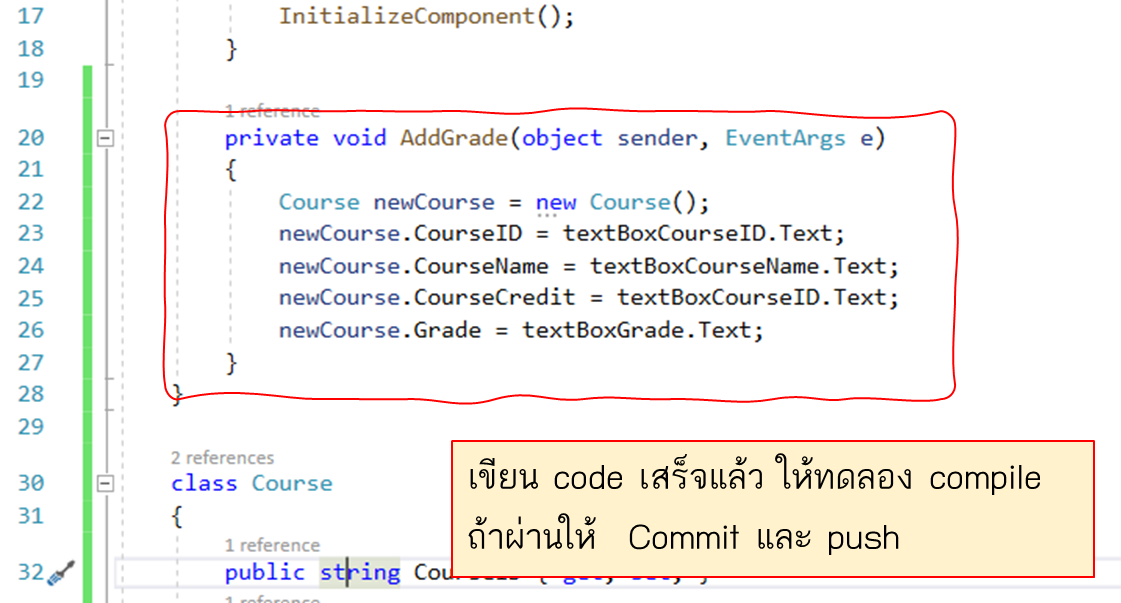 17 InitializeComponent();
18 }
19
1 reference
20 private void AddGrade(object sender, EventArgs e)
21 {
22 Course newCourse = new Course();
23 newCourse.CourseID = textBoxCourseID.Text;
24 newCourse.CourseName = textBoxCourseName.Text;
25 newCourse.CourseCredit = textBoxCourseID.Text;
26 newCourse.Grade = textBoxGrade.Text;
27 }
28 }
29
2 references
30 class Course
31 {
1 reference
32 public string
1 reference
เขียน code เสร็จแล้ว ให้ทดลอง compile
ถ้าผ่านให้ Commit และ push